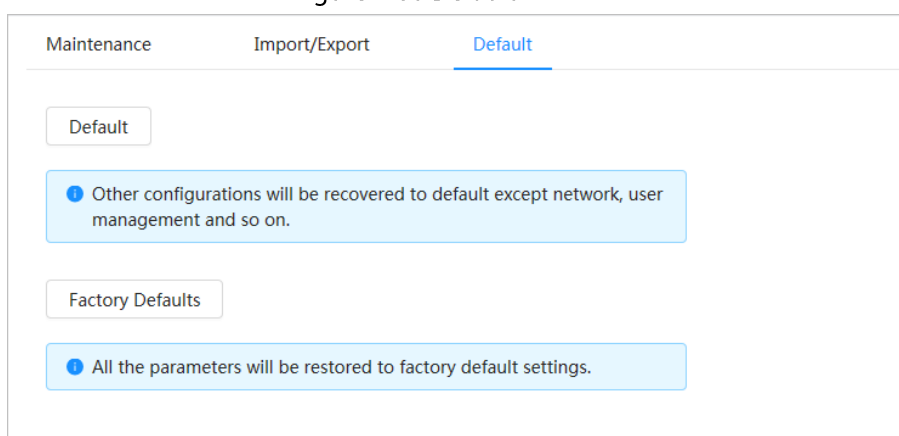 Maintenance Import/Export Default
Default
Other configurations will be recovered to default except network, user
management and so on.
Factory Defaults
All the parameters will be restored to factory default settings.